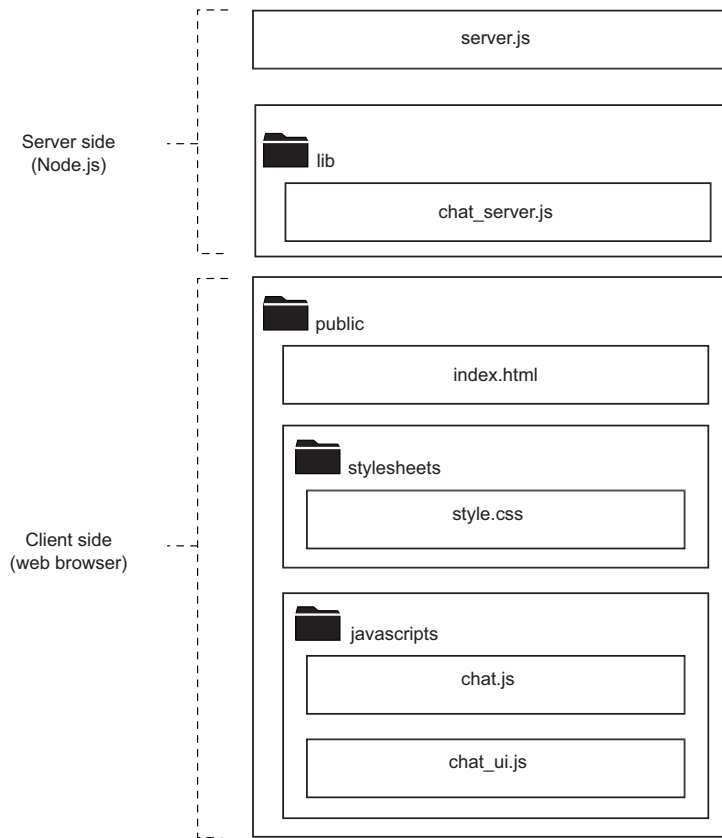 server.js
Server side
(Node.js)
lib
chat_server.js
public
index.html
stylesheets
style.css
Client side
(web browser)
javascripts
chat.js
chat_ui.js